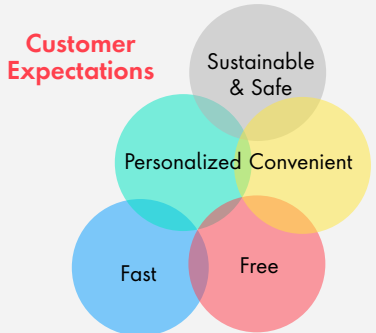 Customer
Expectations
Sustainable
& Safe
Personalized
Convenient
Fast
Free